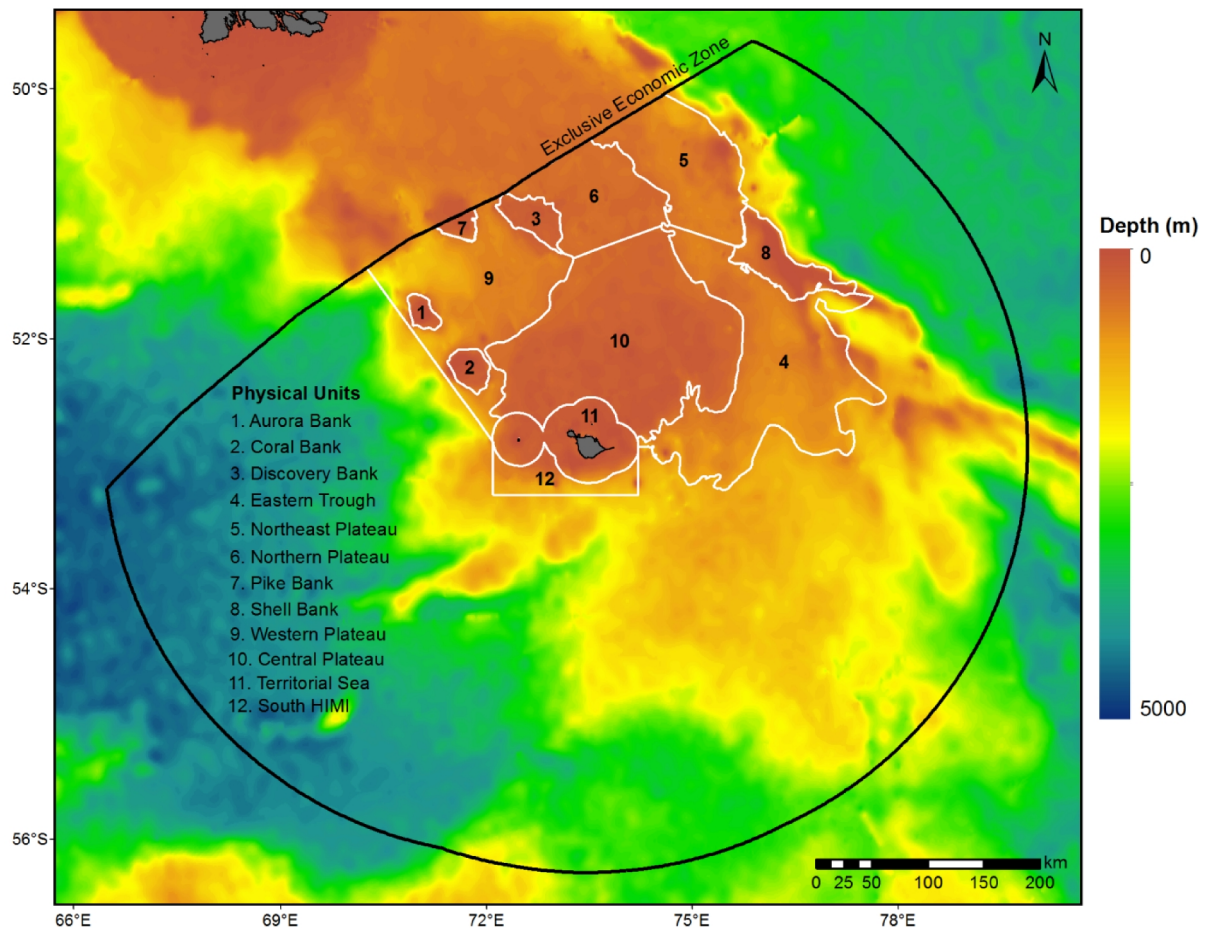 N
50°S
Exclusive Economic Zone
5
6
3
7
8
Depth (m)
0
9
1
52°S
10
2
4
11
12
Physical Units
1. Aurora Bank
2. Coral Bank
3. Discovery Bank
4. Eastern Trough
5. Northeast Plateau
6. Northern Plateau
7. Pike Bank
8. Shell Bank
9. Western Plateau
10. Central Plateau
11. Territorial Sea
12. South HIMI
54°S
5000
56°S
km
0 25 50 100 150 200
66°E 69°E 72°E 75°E 78°E